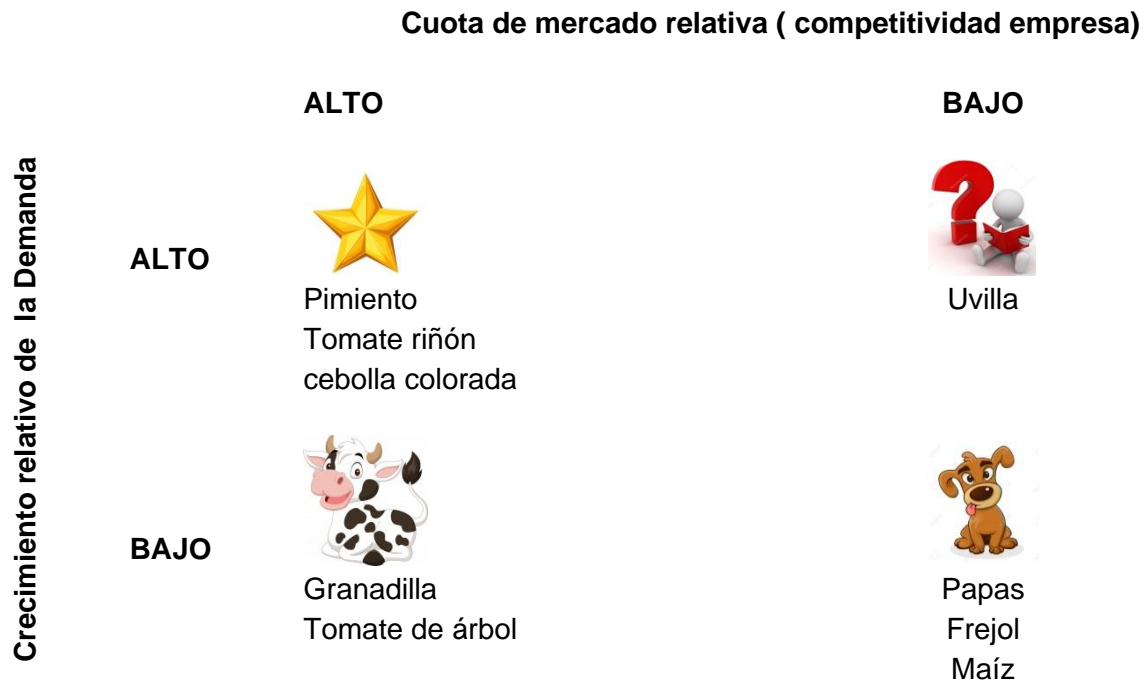 Cuota de mercado relativa ( competitividad empresa)
ALTO
BAJO
Crecimiento relativo de la Demanda
ALTO
Pimiento
Tomate riñón
cebolla colorada
Uvilla
BAJO
Granadilla
Tomate de árbol
Papas
Frejol
Maíz